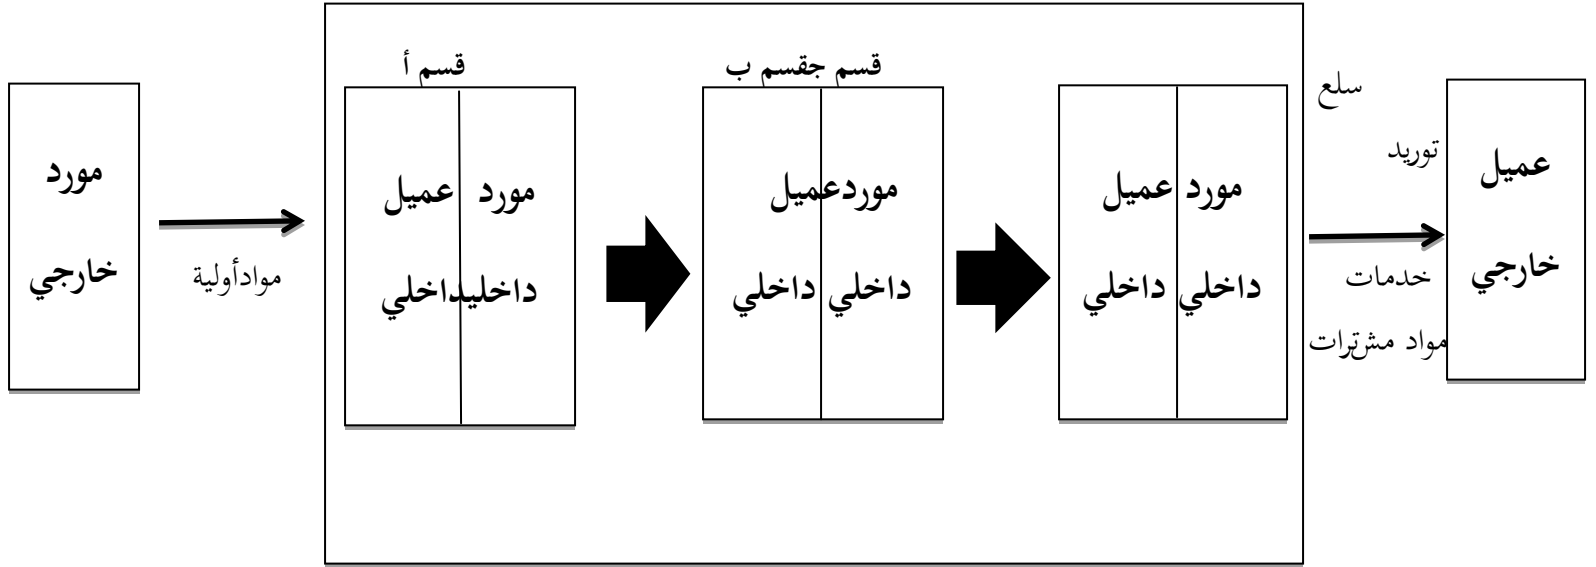 قسم أ
قسم جقسم ب
مورد
خارجي
موادأولية
عميل مورد
داخليداخلي
موردعميل
داخلي داخلي
مورد عميل
داخلي داخلي
سلع
توريد
خدمات
مواد مشترات
عميل
خارجي